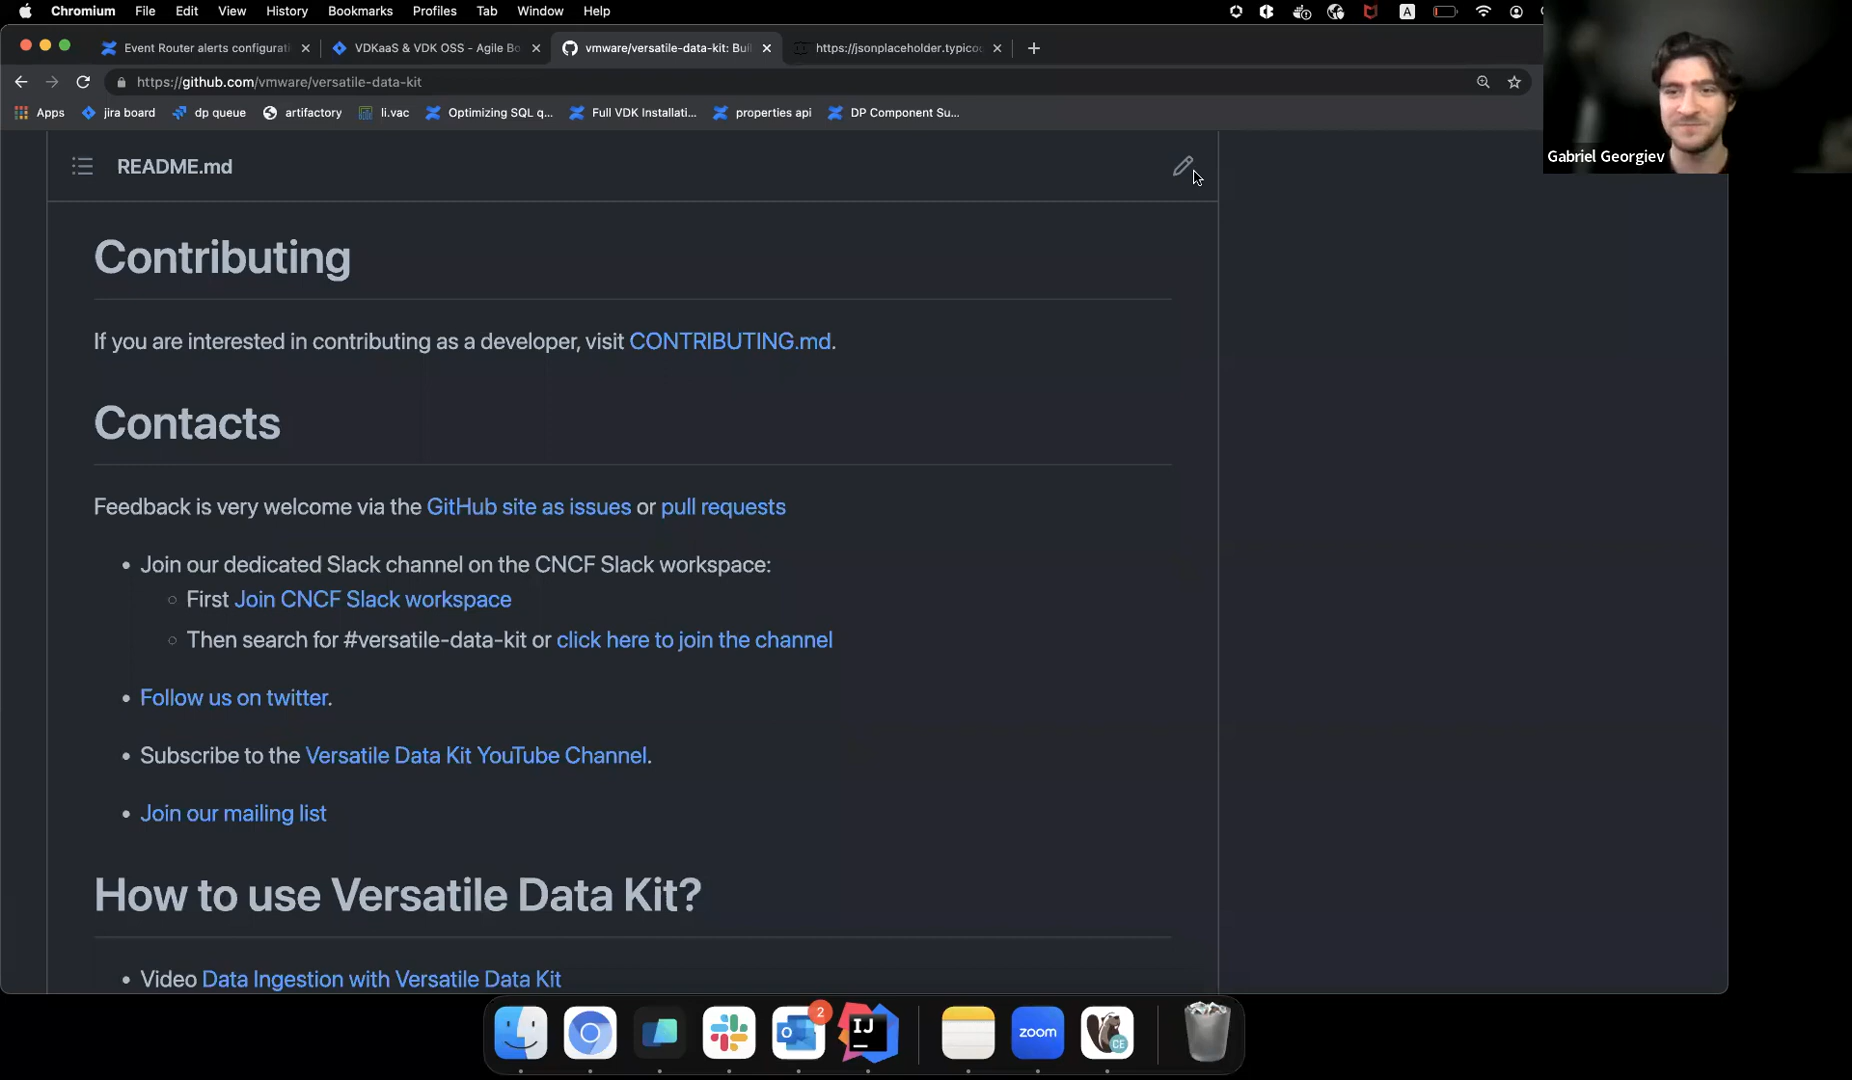 Chromium File Edit View History Bookmarks Profiles Tab Window Help A
Event Router alerts configurati
VDKaaS & VDK OSS - Agile Bo
vmware/versatile-data-kit: Bui
https://jsonplaceholder.typico
https://github.com/vmware/versatile-data-kit
Apps jira board dp queue artifactory li.vac Optimizing SQL q... Full VDK Installati... properties api DP Component Su...
Gabriel Georgiev
README.md
Contributing
If you are interested in contributing as a developer, visit CONTRIBUTING.md.
Contacts
Feedback is very welcome via the GitHub site as issues or pull requests
• Join our dedicated Slack channel on the CNCF Slack workspace:
○ First Join CNCF Slack workspace
○ Then search for #versatile-data-kit or click here to join the channel
• Follow us on twitter.
• Subscribe to the Versatile Data Kit YouTube Channel.
• Join our mailing list
How to use Versatile Data Kit?
• Video Data Ingestion with Versatile Data Kit
2
IJ
zoom
CE